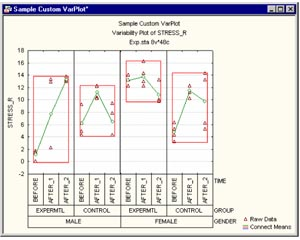 Sample Custom VarPlot*
Sample Custom VarPlot
Variability Plot of STRESS_R
Exp.sta 8v*48c
18
16
14
12
10
8
6
4
2
0
-2
STRESS_R
BEFORE AFTER_1 AFTER_2 BEFORE AFTER_1 AFTER_2 BEFORE AFTER_1 AFTER_2 BEFORE AFTER_1 AFTER_2 TIME
EXPERMTL CONTROL EXPERMTL CONTROL GROUP
MALE FEMALE GENDER
Raw Data
Connect Means